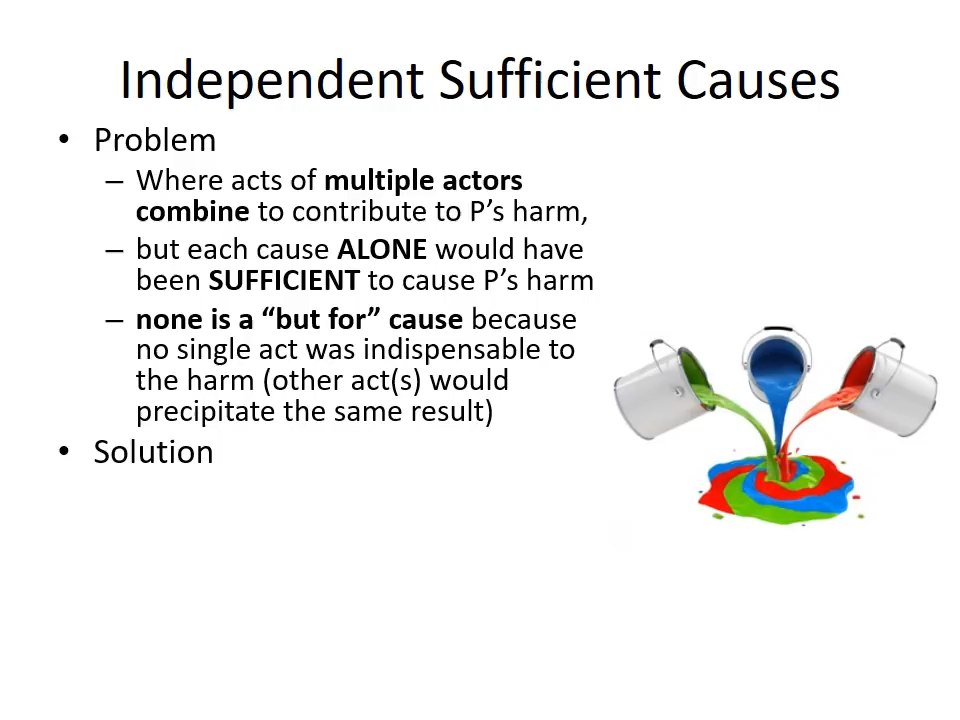 Independent Sufficient Causes
• Problem
– Where acts of multiple actors
combine to contribute to P’s harm,
– but each cause ALONE would have
been SUFFICIENT to cause P’s harm
– none is a “but for” cause because
no single act was indispensable to
the harm (other act(s) would
precipitate the same result)
• Solution